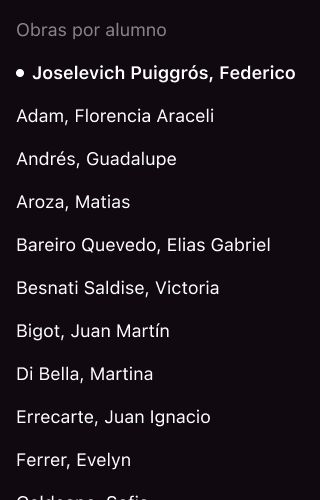 Obras por alumno
Joselevich Puiggrós, Federico
Adam, Florencia Araceli
Andrés, Guadalupe
Aroza, Matias
Bareiro Quevedo, Elias Gabriel
Besnati Saldise, Victoria
Bigot, Juan Martín
Di Bella, Martina
Errecarte, Juan Ignacio
Ferrer, Evelyn